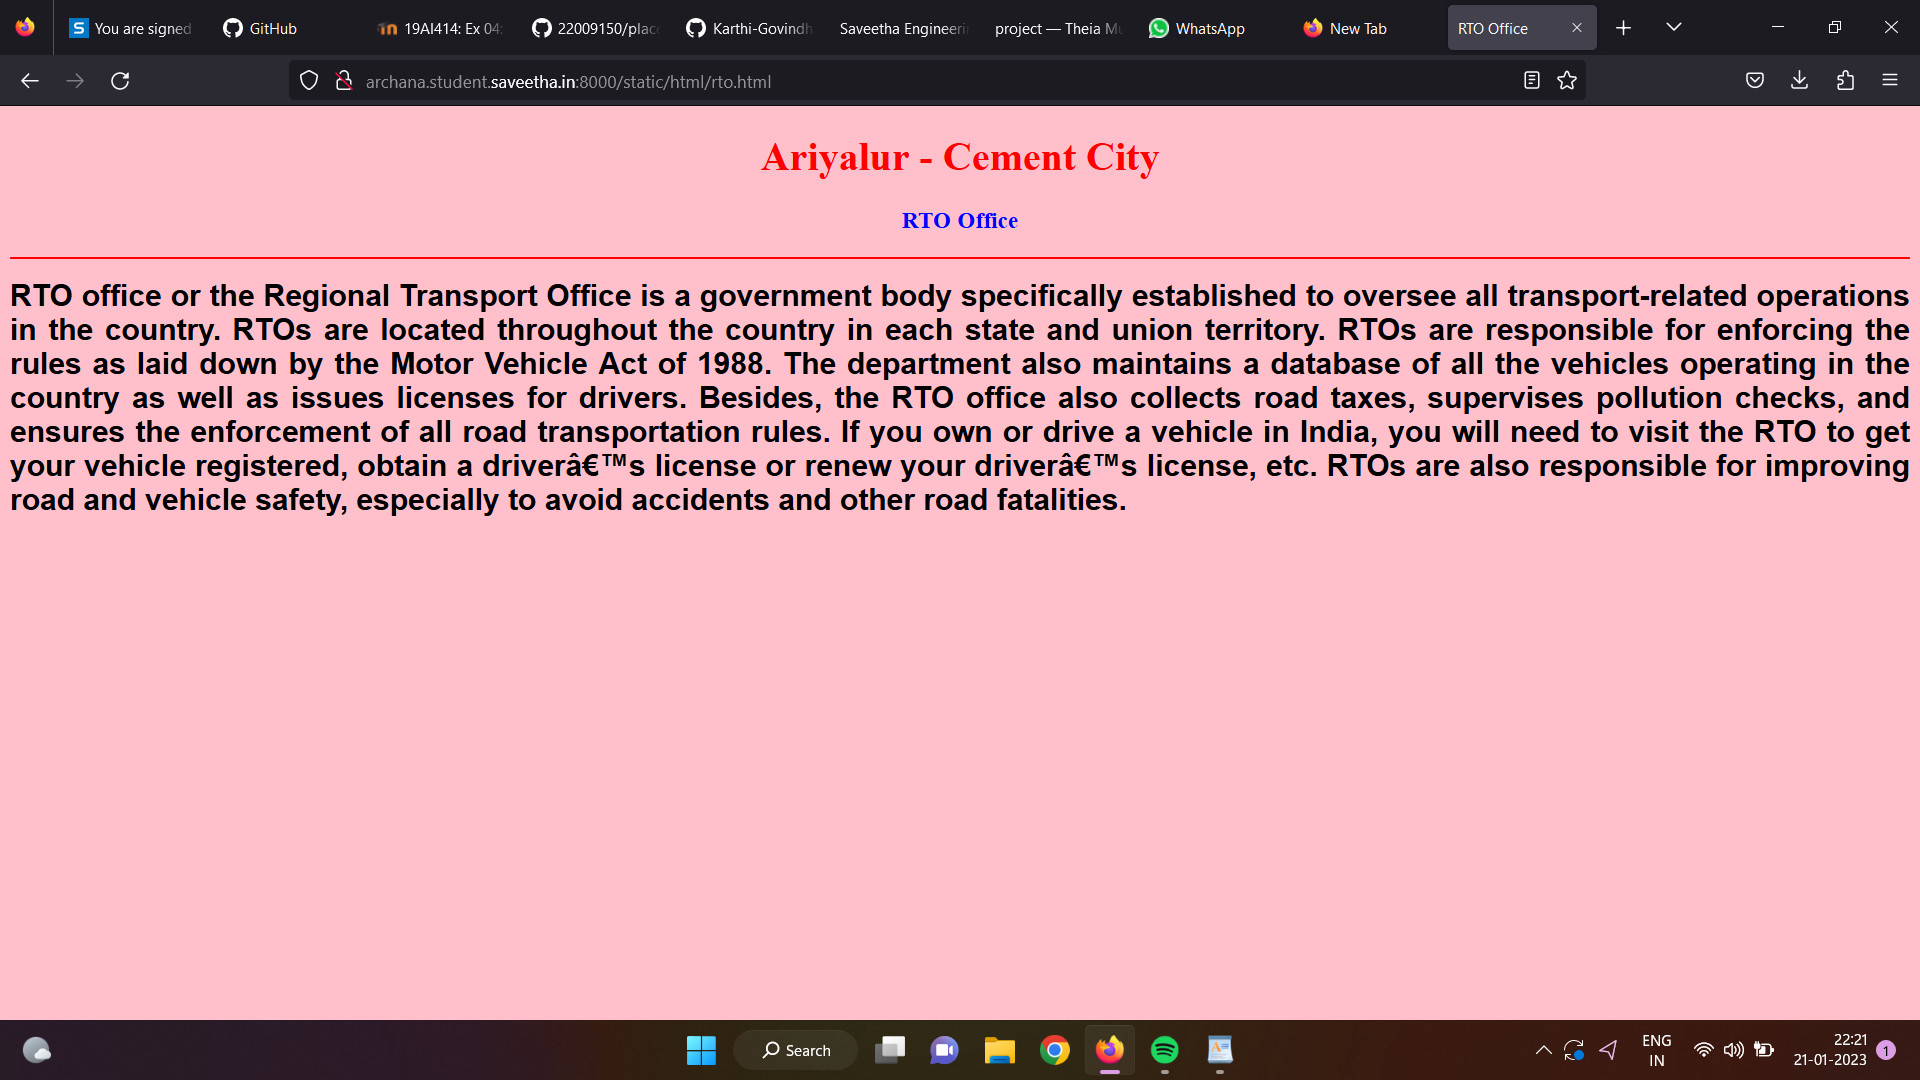 You are signed
GitHub
19AI414: Ex 04:
22009150/place
Karthi-Govindh
Saveetha Engineerin
project — Theia Mu
WhatsApp
New Tab
RTO Office
archana.student.saveetha.in:8000/static/html/rto.html
Ariyalur - Cement City
RTO Office
RTO office or the Regional Transport Office is a government body specifically established to oversee all transport-related operations
in the country. RTOs are located throughout the country in each state and union territory. RTOs are responsible for enforcing the
rules as laid down by the Motor Vehicle Act of 1988. The department also maintains a database of all the vehicles operating in the
country as well as issues licenses for drivers. Besides, the RTO office also collects road taxes, supervises pollution checks, and
ensures the enforcement of all road transportation rules. If you own or drive a vehicle in India, you will need to visit the RTO to get
your vehicle registered, obtain a driverâ€™s license or renew your driverâ€™s license, etc. RTOs are also responsible for improving
road and vehicle safety, especially to avoid accidents and other road fatalities.
Search
ENG
IN
22:21
21-01-2023
1